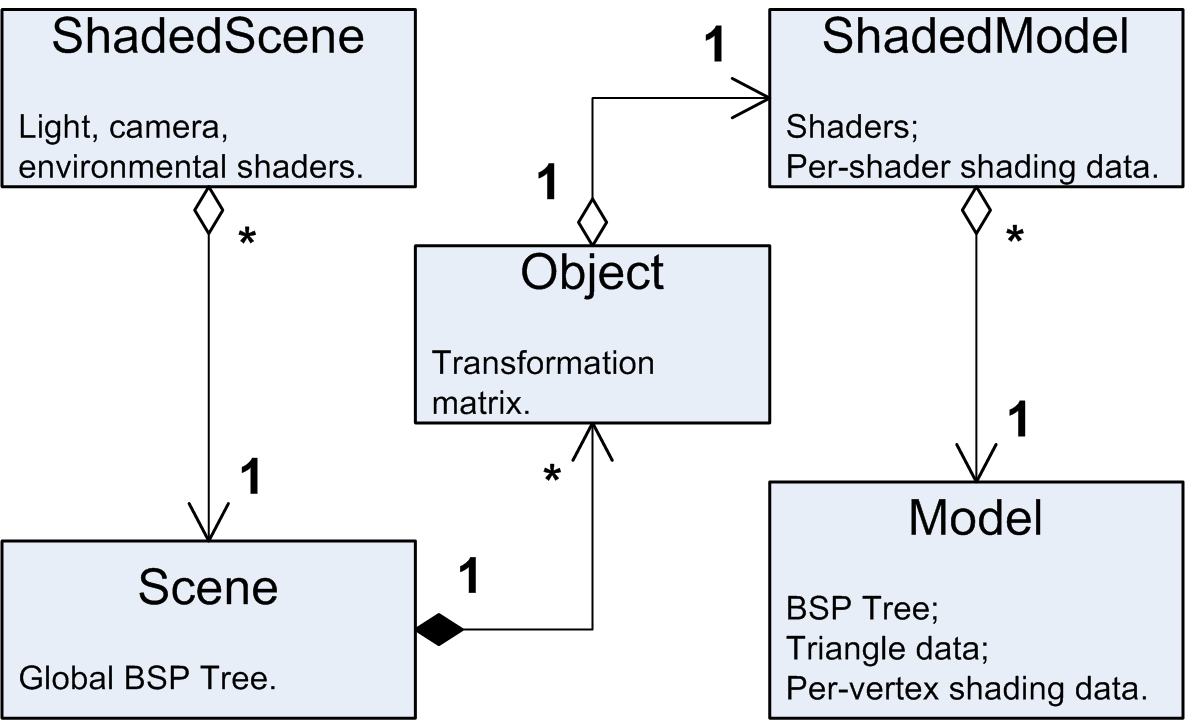 ShadedScene
Light, camera,
environmental shaders.
*
1
Scene
Global BSP Tree.
1
*
Object
Transformation
matrix.
1
1
ShadedModel
Shaders;
Per-shader shading data.
*
1
Model
BSP Tree;
Triangle data;
Per-vertex shading data.